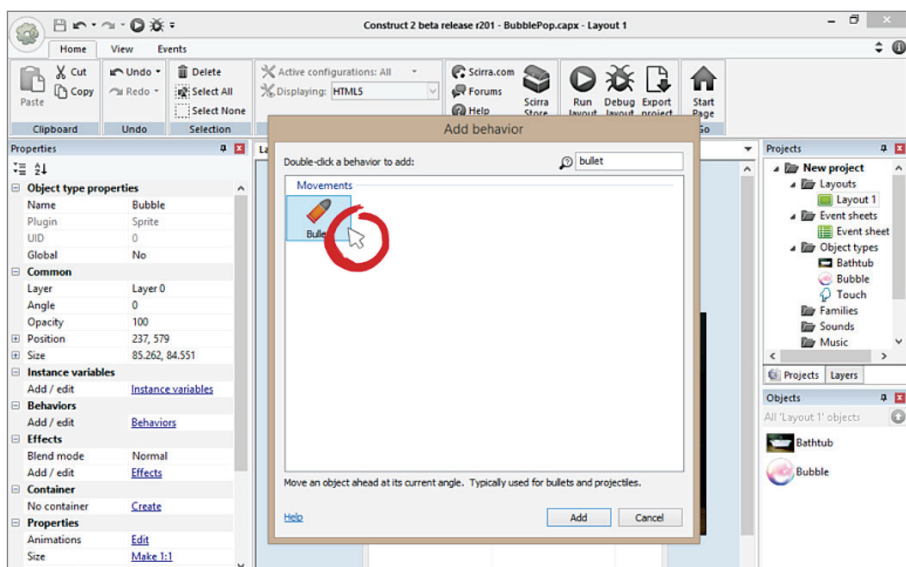 Construct 2 beta release r201 - BubblePop.capx - Layout 1
Home View Events
Paste
Cut
Copy
Clipboard
Undo
Redo
Undo
Delete
Select All
Select None
Selection
Active configurations: All
Displaying: HTML5
Scirra.com
Forums
Help
Scirra
Store
Run
layout
Debug
layout
Export
project
Start
Page
Go
Properties
Object type properties
Name Bubble
Plugin Sprite
UID 0
Global No
Common
Layer Layer 0
Angle 0
Opacity 100
Position 237, 579
Size 85.262, 84.551
Instance variables
Add / edit Instance variables
Behaviors
Add / edit Behaviors
Effects
Blend mode Normal
Add / edit Effects
Container
No container Create
Properties
Animations Edit
Size Make 1:1
Add behavior
Double-click a behavior to add:
bullet
Movements
Move an object ahead at its current angle. Typically used for bullets and projectiles.
Help
Add
Cancel
Projects
New project
Layouts
Layout 1
Event sheets
Event sheet
Object types
Bathtub
Bubble
Touch
Families
Sounds
Music
Projects Layers
Objects
All 'Layout 1' objects
Bathtub
Bubble